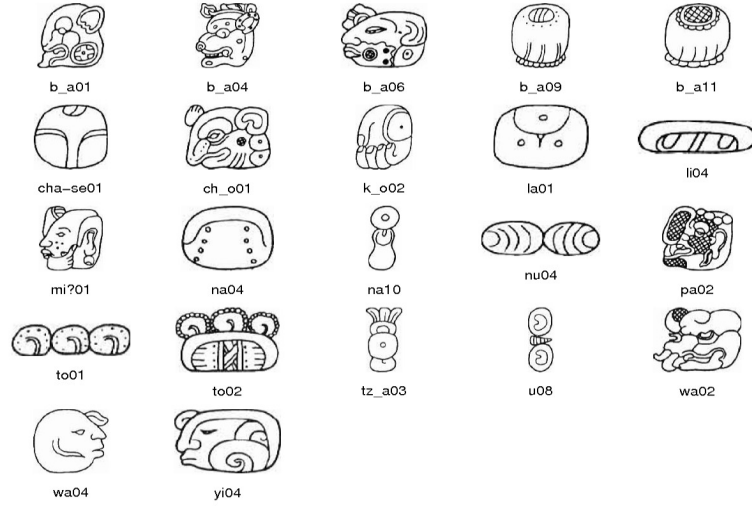 b_a01 b_a04 b_a06 b_a09 b_a11
cha-se01 ch_o01 k_o02 la01 li04
mi?01 na04 na10 nu04 pa02
to01 to02 tz_a03 u08 wa02
wa04 yi04